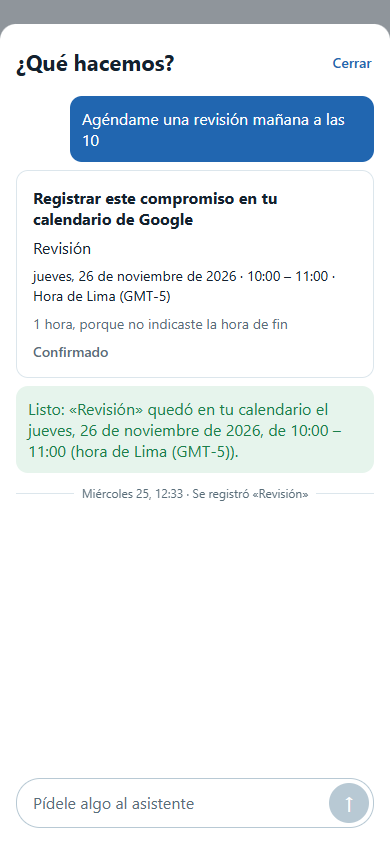 ¿Qué hacemos?
Cerrar
Agéndame una revisión mañana a las
10
Registrar este compromiso en tu
calendario de Google
Revisión
jueves, 26 de noviembre de 2026 · 10:00 – 11:00 ·
Hora de Lima (GMT-5)
1 hora, porque no indicaste la hora de fin
Confirmado
Listo: «Revisión» quedó en tu calendario el
jueves, 26 de noviembre de 2026, de 10:00 –
11:00 (hora de Lima (GMT-5)).
Miércoles 25, 12:33 · Se registró «Revisión»
Pídele algo al asistente